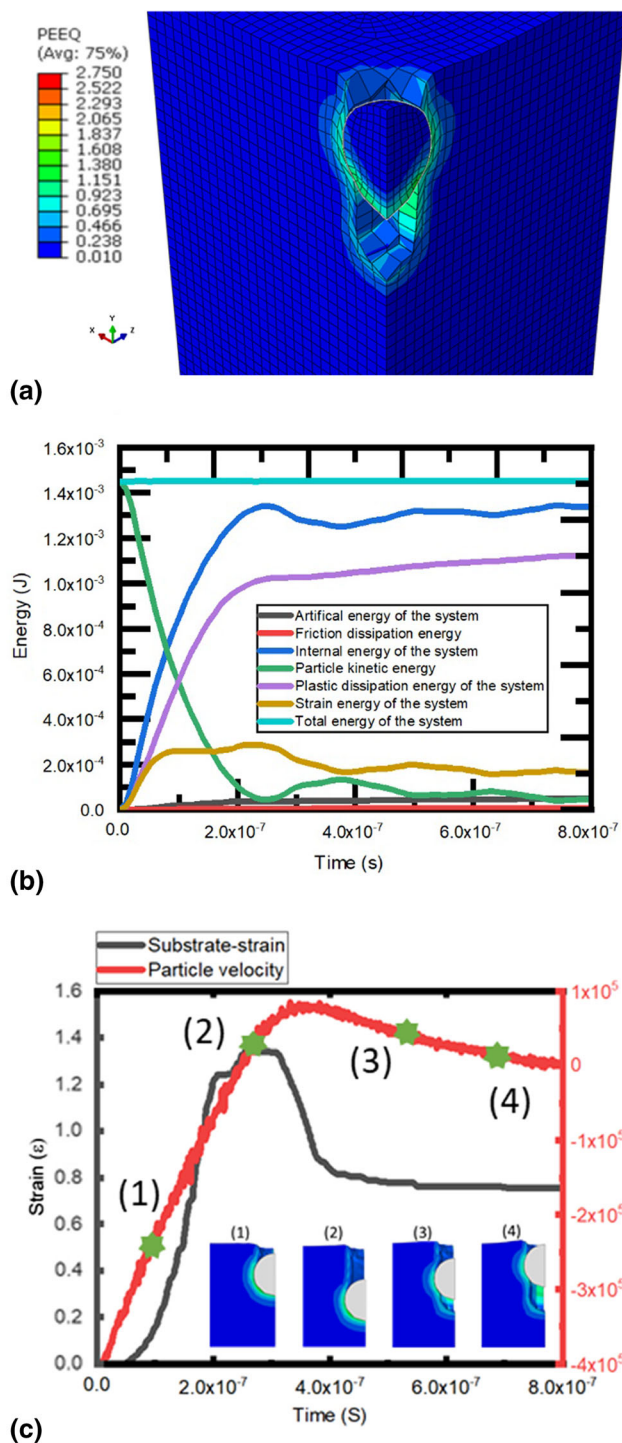 PEEQ
(Avg: 75%)
2.750
2.522
2.293
2.065
1.837
1.608
1.380
1.151
0.923
0.695
0.466
0.238
0.010
Y
X
Z
(a)
1.6x10⁻³
1.4x10⁻³
1.2x10⁻³
1.0x10⁻³
8.0x10⁻⁴
6.0x10⁻⁴
4.0x10⁻⁴
2.0x10⁻⁴
0.0
Energy (J)
Artifical energy of the system
Friction dissipation energy
Internal energy of the system
Particle kinetic energy
Plastic dissipation energy of the system
Strain energy of the system
Total energy of the system
0.0 2.0x10⁻⁷ 4.0x10⁻⁷ 6.0x10⁻⁷ 8.0x10⁻⁷
Time (s)
(b)
Substrate-strain
Particle velocity
1.6
1.4
1.2
1.0
0.8
0.6
0.4
0.2
0.0
Strain (ε)
(1)
(2)
(3)
(4)
(1) (2) (3) (4)
1x10⁵
0
-1x10⁵
-2x10⁵
-3x10⁵
-4x10⁵
0.0 2.0x10⁻⁷ 4.0x10⁻⁷ 6.0x10⁻⁷ 8.0x10⁻⁷
Time (S)
(c)